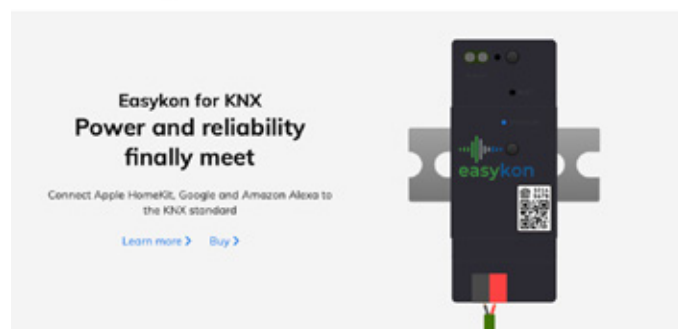 Easykon for KNX
Power and reliability
finally meet
Connect Apple HomeKit, Google and Amazon Alexa to
the KNX standard
Learn more
Buy
easykon